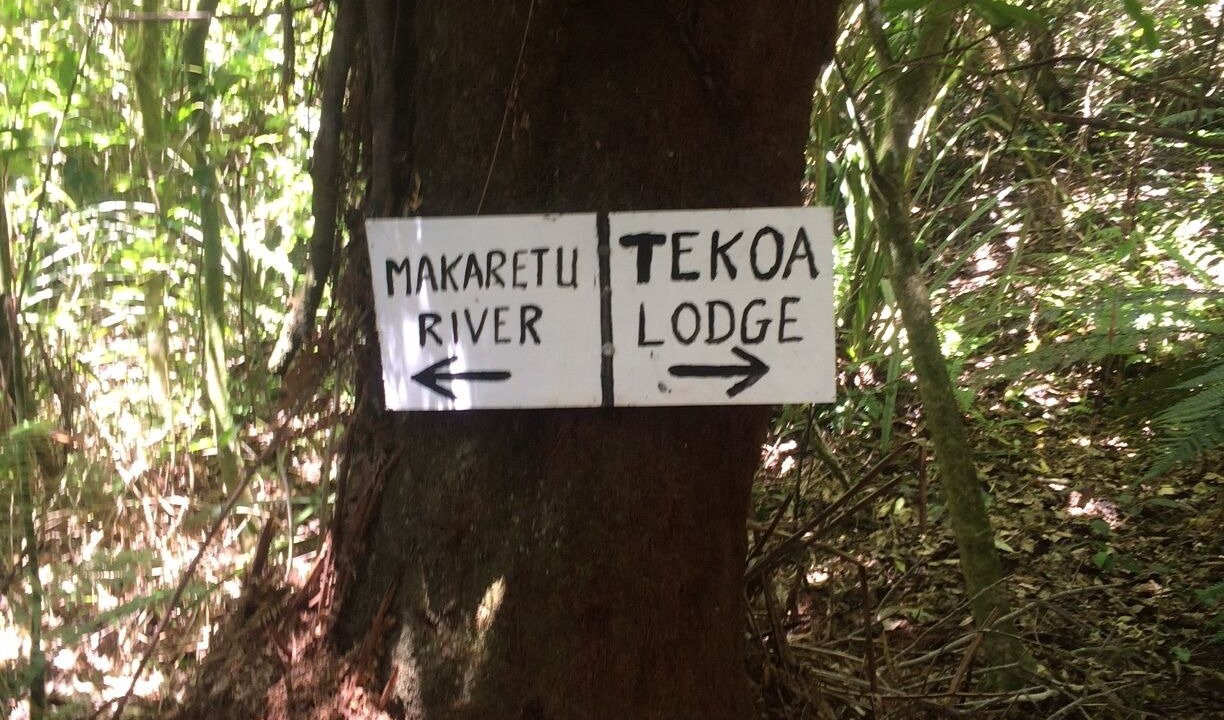 MAKARETU
RIVER
←
TEKOA
LODGE
→